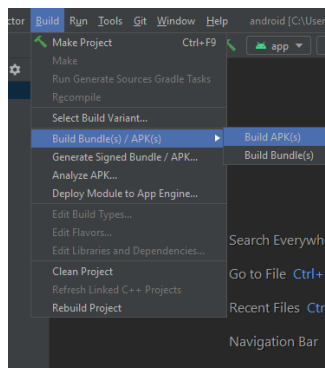 ctor Build Run Tools Git Window Help android [C:\User
Make Project Ctrl+F9
app
Make
Run Generate Sources Gradle Tasks
Recompile
Select Build Variant...
Build Bundle(s) / APK(s)
Build APK(s)
Generate Signed Bundle / APK...
Build Bundle(s)
Analyze APK...
Deploy Module to App Engine...
Edit Build Types...
Edit Flavors...
Edit Libraries and Dependencies...
Search Everywh
Clean Project
Go to File Ctrl+
Refresh Linked C++ Projects
Rebuild Project
Recent Files Ctr
Navigation Bar